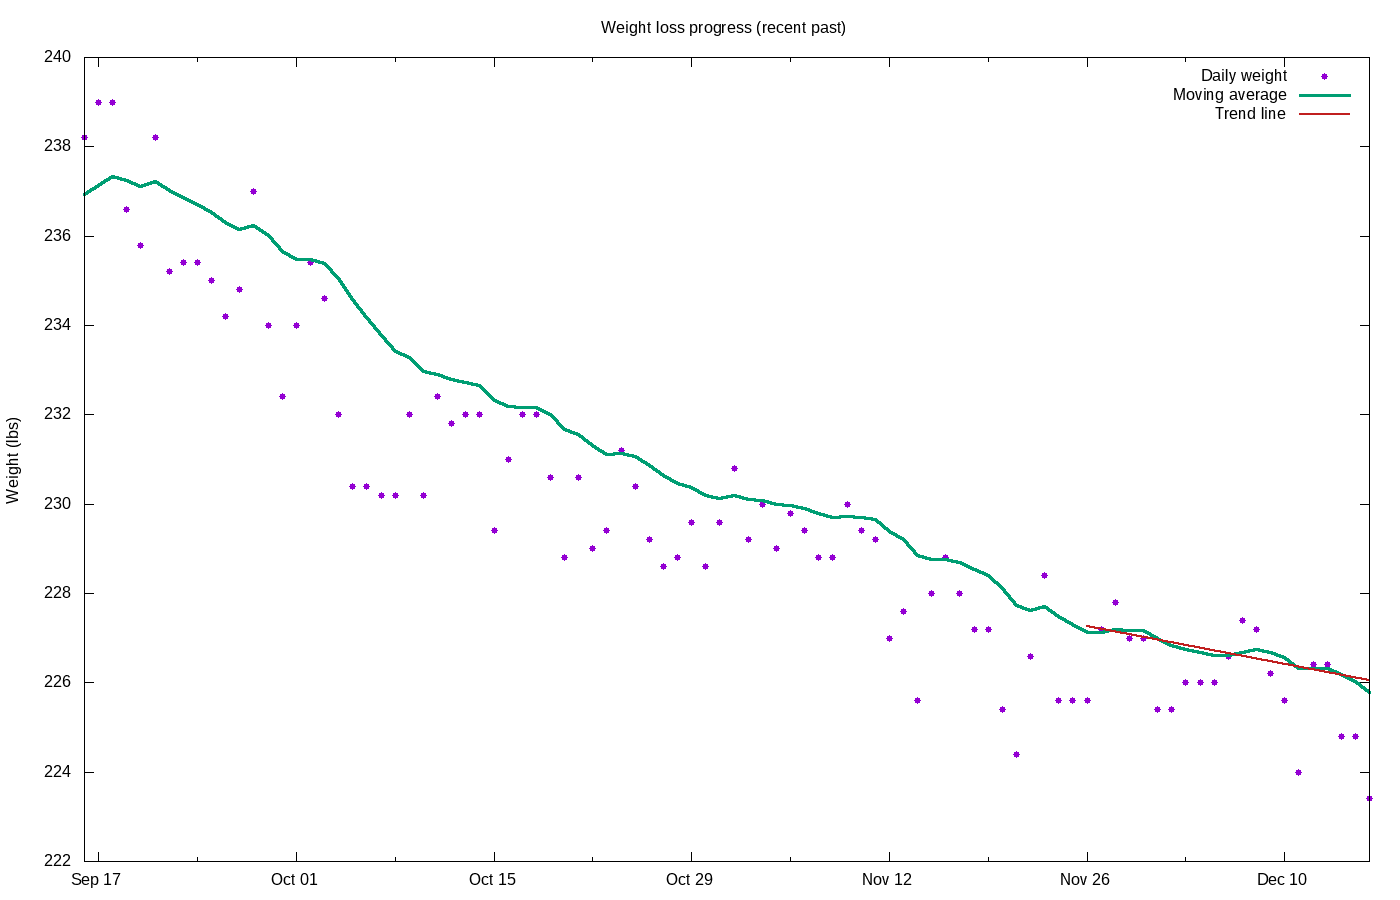 Weight loss progress (recent past)
Daily weight
Moving average
Trend line
240
238
236
234
232
230
228
226
224
222
Weight (lbs)
Sep 17 Oct 01 Oct 15 Oct 29 Nov 12 Nov 26 Dec 10